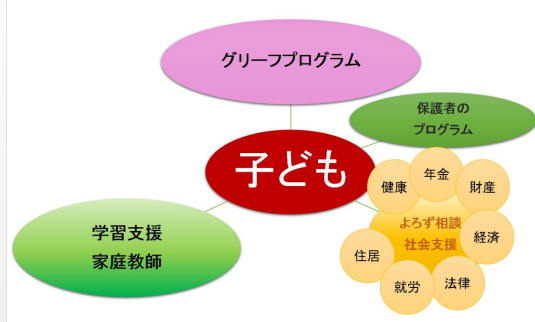 グリーフプログラム
保護者の
プログラム
子ども
健康
年金
財産
よろず相談
社会支援
経済
住居
就労
法律
学習支援
家庭教師